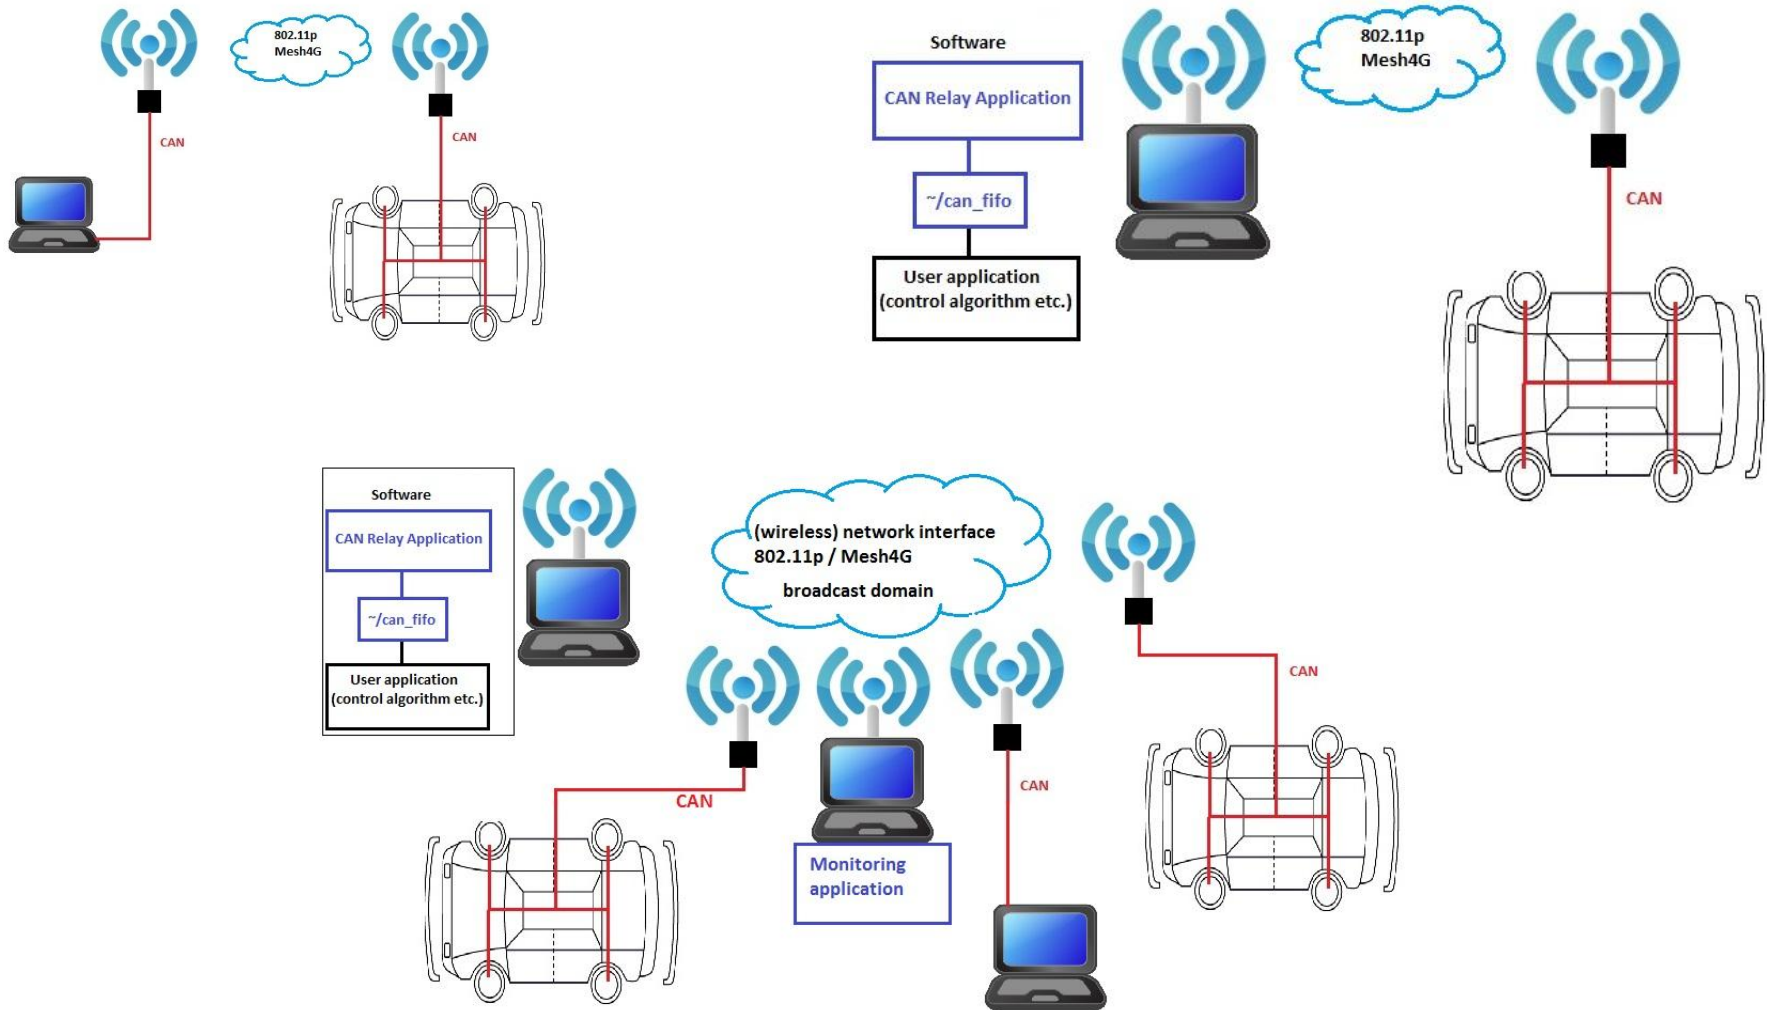 802.11p
Mesh4G
CAN
CAN
Software
CAN Relay Application
~/can_fifo
User application
(control algorithm etc.)
802.11p
Mesh4G
CAN
Software
CAN Relay Application
~/can_fifo
User application
(control algorithm etc.)
(wireless) network interface
802.11p / Mesh4G
broadcast domain
CAN
CAN
CAN
Monitoring
application